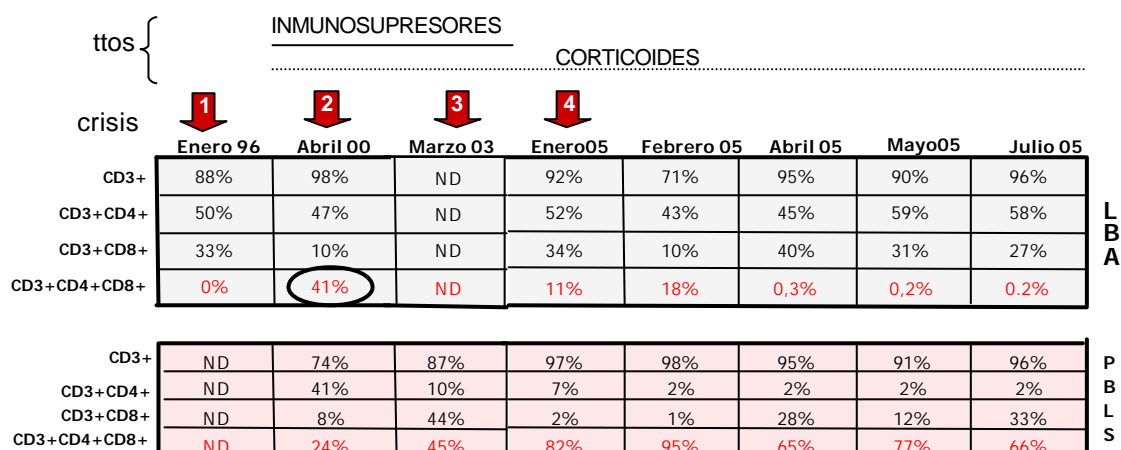 INMUNOSUPRESORES
ttos
CORTICOIDES
1 2 3 4
crisis
Enero 96 Abril 00 Marzo 03 Enero05 Febrero 05 Abril 05 Mayo05 Julio 05
CD3+ 88% 98% ND 92% 71% 95% 90% 96%
CD3+CD4+ 50% 47% ND 52% 43% 45% 59% 58%
CD3+CD8+ 33% 10% ND 34% 10% 40% 31% 27%
CD3+CD4+CD8+ 0% 41% ND 11% 18% 0,3% 0,2% 0.2%
LBA
CD3+ ND 74% 87% 97% 98% 95% 91% 96%
CD3+CD4+ ND 41% 10% 7% 2% 2% 2% 2%
CD3+CD8+ ND 8% 44% 2% 1% 28% 12% 33%
CD3+CD4+CD8+ ND 24% 45% 82% 95% 65% 77% 66%
PBLS